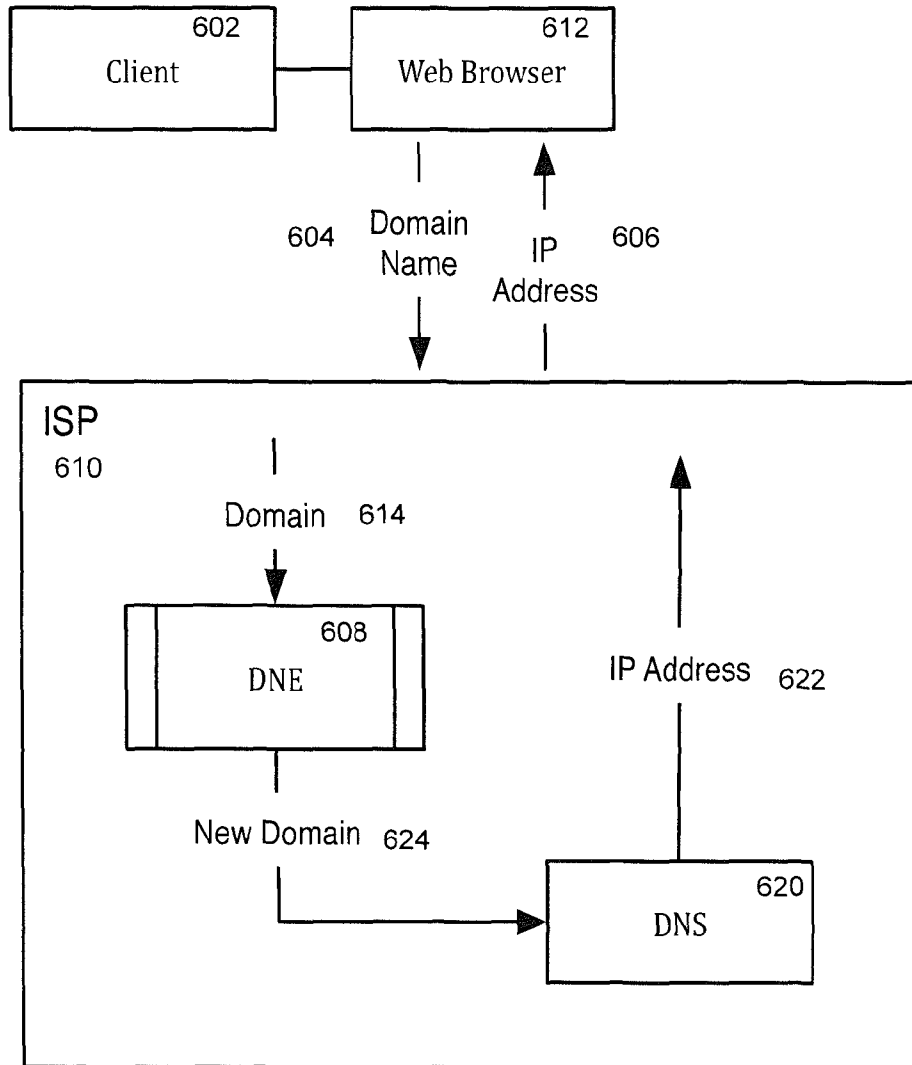 602
Client
612
Web Browser
604
Domain
Name
606
IP
Address
ISP
610
Domain 614
608
DNE
IP Address 622
New Domain 624
620
DNS